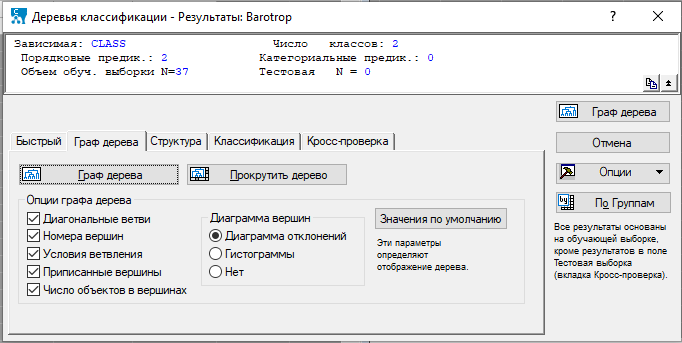 Деревья классификации - Результаты: Barotrop
Зависимая: CLASS Число классов: 2
Порядковые предик.: 2 Категориальные предик.: 0
Объем обуч. выборки N=37 Тестовая N = 0
Быстрый Граф дерева Структура Классификация Кросс-проверка
Граф дерева Прокрутить дерево
Опции графа дерева
Диагональные ветви
Номера вершин
Условия ветвления
Приписанные вершины
Число объектов в вершинах
Диаграмма вершин
Диаграмма отклонений
Гистограммы
Нет
Значения по умолчанию
Эти параметры
определяют
отображение дерева.
Граф дерева
Отмена
Опции
По Группам
Все результаты основаны
на обучающей выборке,
кроме результатов в поле
Тестовая выборка
(вкладка Кросс-проверка).